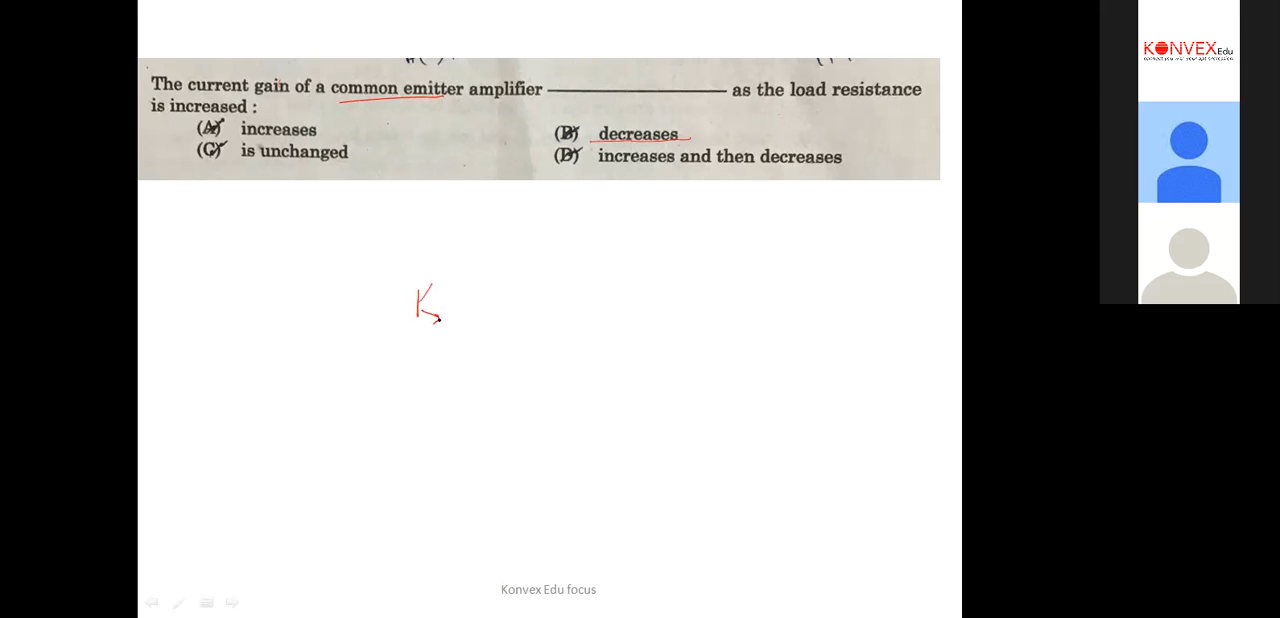 The current gain of a common emitter amplifier ———————— as the load resistance
is increased :
(A) increases
(B) decreases
(C) is unchanged
(D) increases and then decreases
K
Konvex Edu focus
KONVEX Edu